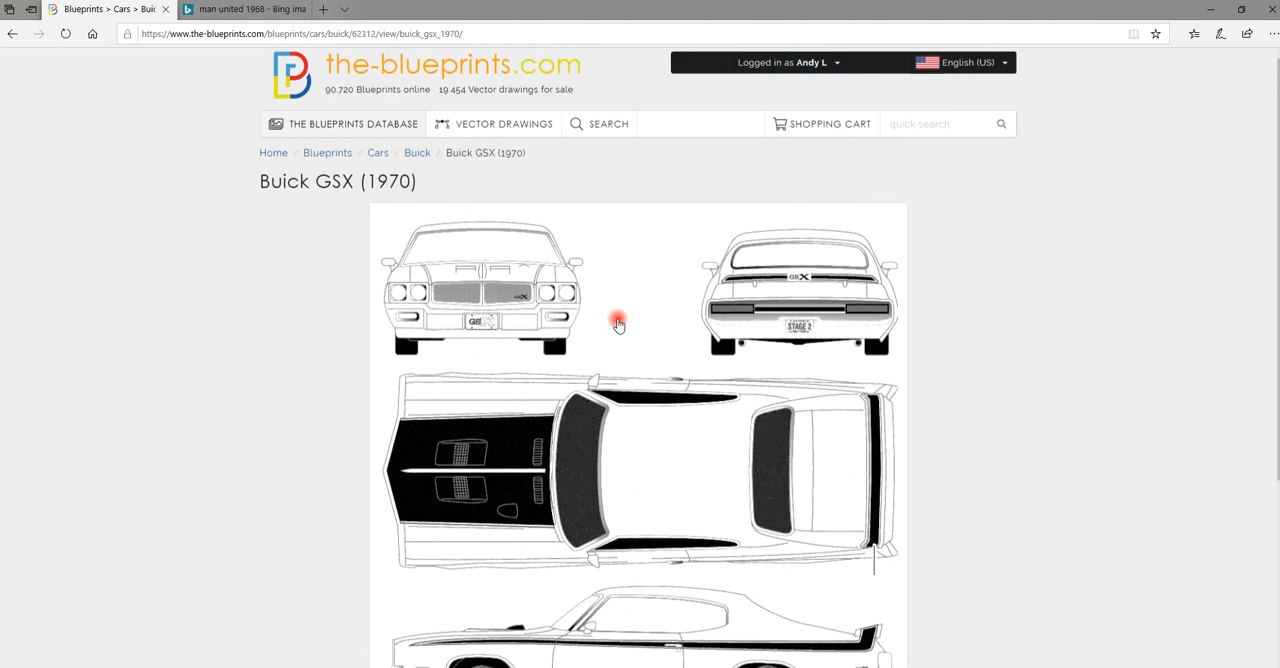 Blueprints > Cars > Buic
man united 1968 - Bing ima
https://www.the-blueprints.com/blueprints/cars/buick/62312/view/buick_gsx_1970/
the-blueprints.com
90.720 Blueprints online 19.454 Vector drawings for sale
Logged in as Andy L
English (US)
THE BLUEPRINTS DATABASE
VECTOR DRAWINGS
SEARCH
SHOPPING CART
quick search
Home / Blueprints / Cars / Buick / Buick GSX (1970)
Buick GSX (1970)
GSX
GSX
GSX
STAGE 2